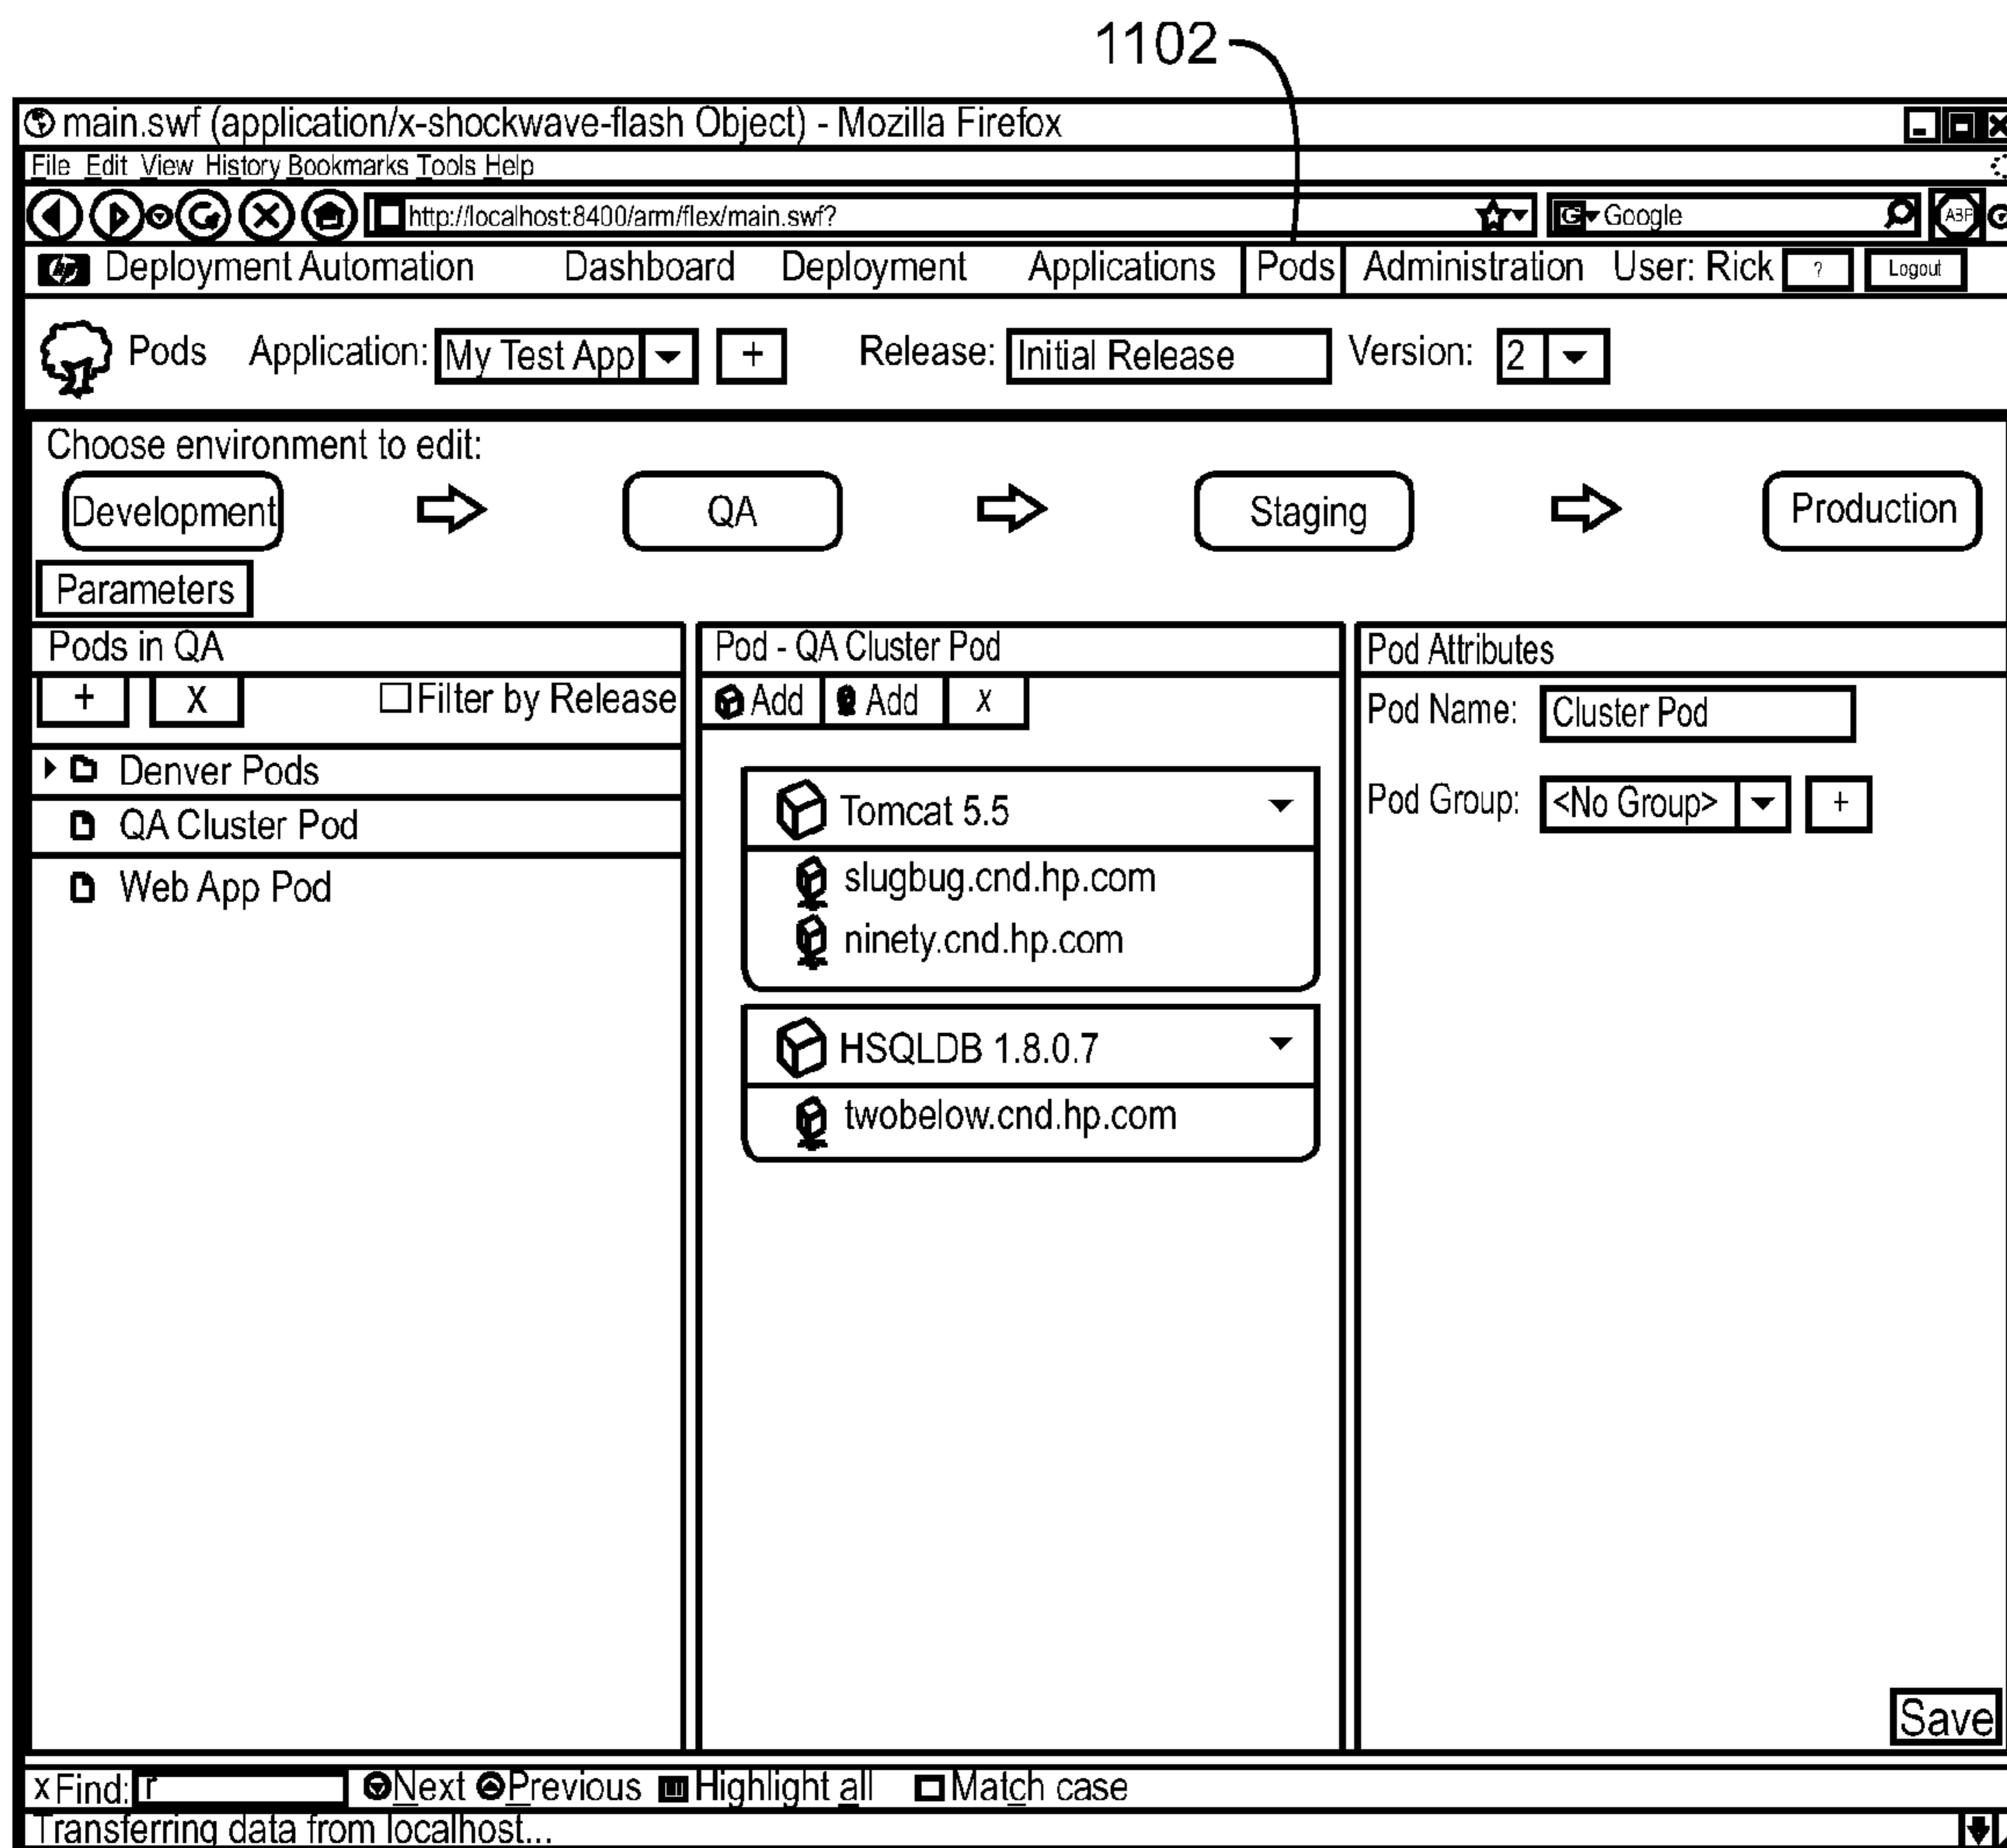 1102
main.swf (application/x-shockwave-flash Object) - Mozilla Firefox
File Edit View History Bookmarks Tools Help
http://localhost:8400/arm/flex/main.swf? G Google ABP
hp Deployment Automation Dashboard Deployment Applications Pods Administration User: Rick ? Logout
Pods Application: My Test App + Release: Initial Release Version: 2
Choose environment to edit:
Development QA Staging Production
Parameters
Pods in QA
+ X Filter by Release
Denver Pods
QA Cluster Pod
Web App Pod
Pod - QA Cluster Pod
Add Add x
Tomcat 5.5
slugbug.cnd.hp.com
ninety.cnd.hp.com
HSQLDB 1.8.0.7
twobelow.cnd.hp.com
Pod Attributes
Pod Name: Cluster Pod
Pod Group: <No Group> +
Save
x Find: r Next Previous Highlight all Match case
Transferring data from localhost...